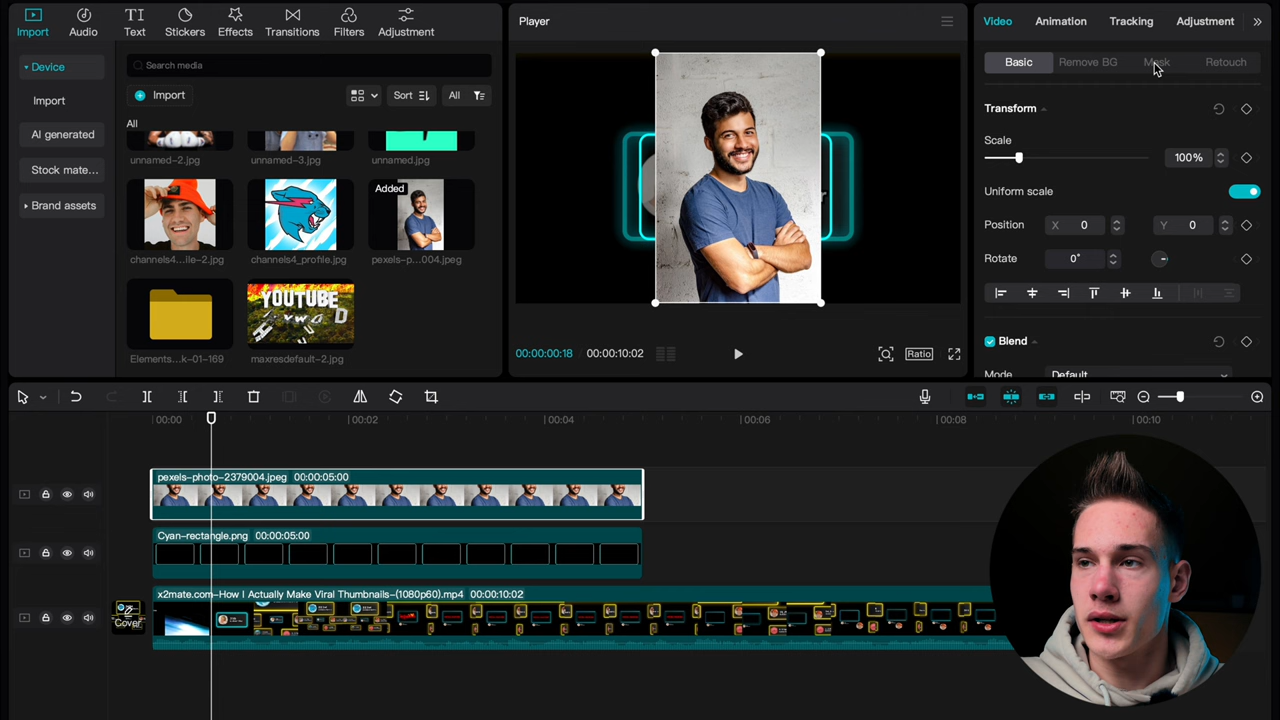 Import
Audio
Text
Stickers
Effects
Transitions
Filters
Adjustment
Device
Import
AI generated
Stock mate...
Brand assets
Search media
Import
Sort
All
All
unnamed-2.jpg
unnamed-3.jpg
unnamed.jpg
Added
channels4...ile-2.jpg
channels4_profile.jpg
pexels-p...004.jpeg
YOUTUBE
Elements...k-01-169
maxresdefault-2.jpg
Player
00:00:00:18 / 00:00:10:02
Ratio
Video
Animation
Tracking
Adjustment
Basic
Remove BG
Mask
Retouch
Transform
Scale
100%
Uniform scale
Position
X 0
Y 0
Rotate
0°
Blend
Mode
Default
00:00
00:02
00:04
00:06
00:08
pexels-photo-2379004.jpeg 00:00:05:00
Cyan-rectangle.png 00:00:05:00
x2mate.com-How I Actually Make Viral Thumbnails-(1080p60).mp4 00:00:10:02
Cover